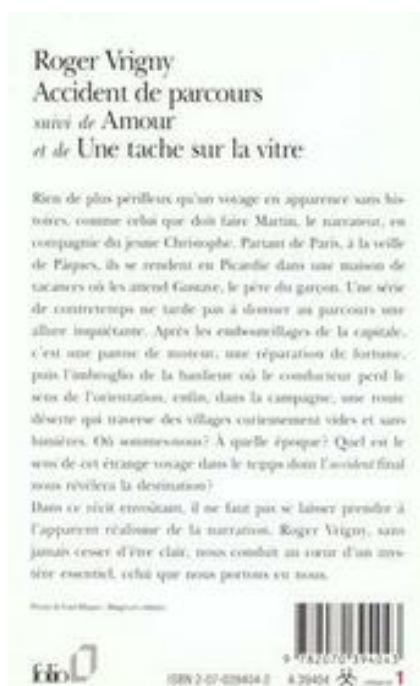 Roger Vrigny
Accident de parcours
suivi de Amour
et de Une tache sur la vitre
Rien de plus périlleux qu'un voyage en apparence sans his-
toires, comme celui que doit faire Martin, le narrateur, en
compagnie du jeune Christophe. Partant de Paris, à la veille
de Pâques, ils se rendent en Picardie dans une maison de
vacances où les attend Gustave, le père du garçon. Une série
de contretemps ne tarde pas à donner au parcours une
allure inquiétante. Après les embouteillages de la capitale,
c'est une panne de moteur, une réparation de fortune,
puis l'imbroglio de la banlieue où le conducteur perd le
sens de l'orientation, enfin, dans la campagne, une route
déserte qui traverse des villages curieusement vides et sans
lumières. Où sommes-nous? À quelle époque? Quel est le
sens de cet étrange voyage dans le temps dont l'accident final
nous révélera la destination?
Dans ce récit envoûtant, il ne faut pas se laisser prendre à
l'apparent réalisme de la narration. Roger Vrigny, sans
jamais cesser d'être clair, nous conduit au cœur d'un mys-
tère essentiel, celui que nous portons en nous.
9 782070 394043
folio
ISBN 2-07-039404-2
A 39404
1